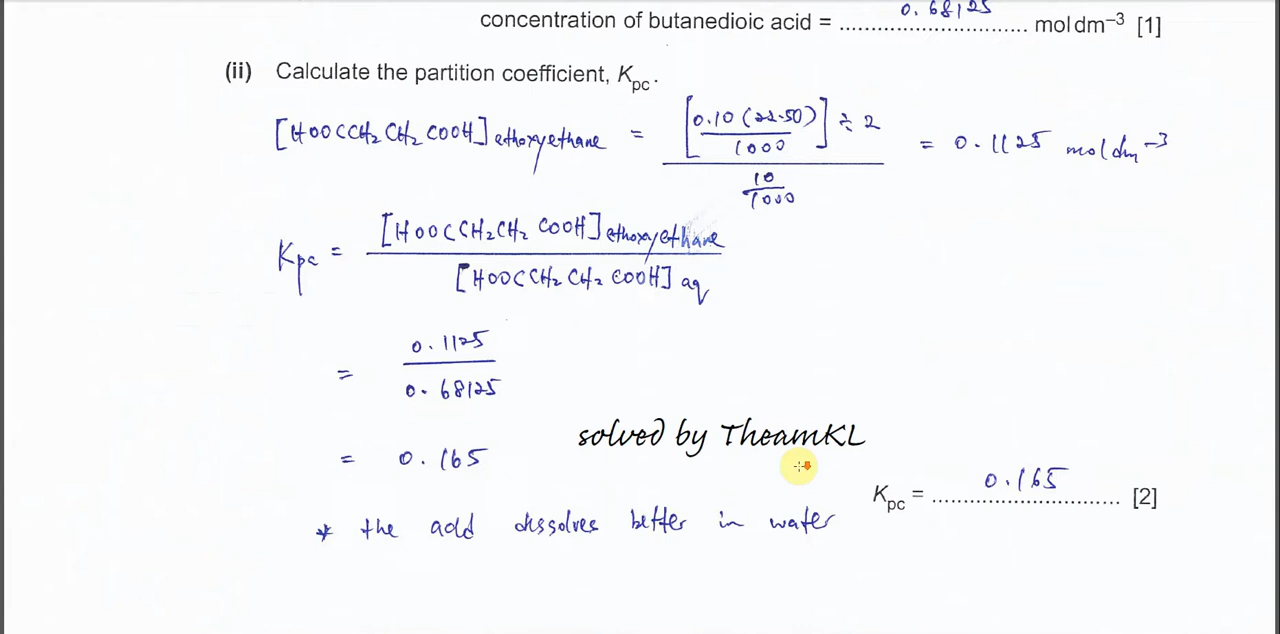 concentration of butanedioic acid = 0.68125 mol dm⁻³ [1]
(ii) Calculate the partition coefficient, Kpc.
[HOOCCH₂CH₂COOH] ethoxyethane = [0.10 (22.50) / 1000] ÷ 2 / (10 / 1000) = 0.1125 mol dm⁻³
Kpc = [HOOCCH₂CH₂COOH] ethoxyethane / [HOOCCH₂CH₂COOH] aq
= 0.1125 / 0.68125
= 0.165
solved by TheamKL
Kpc = 0.165 [2]
* the acid dissolves better in water